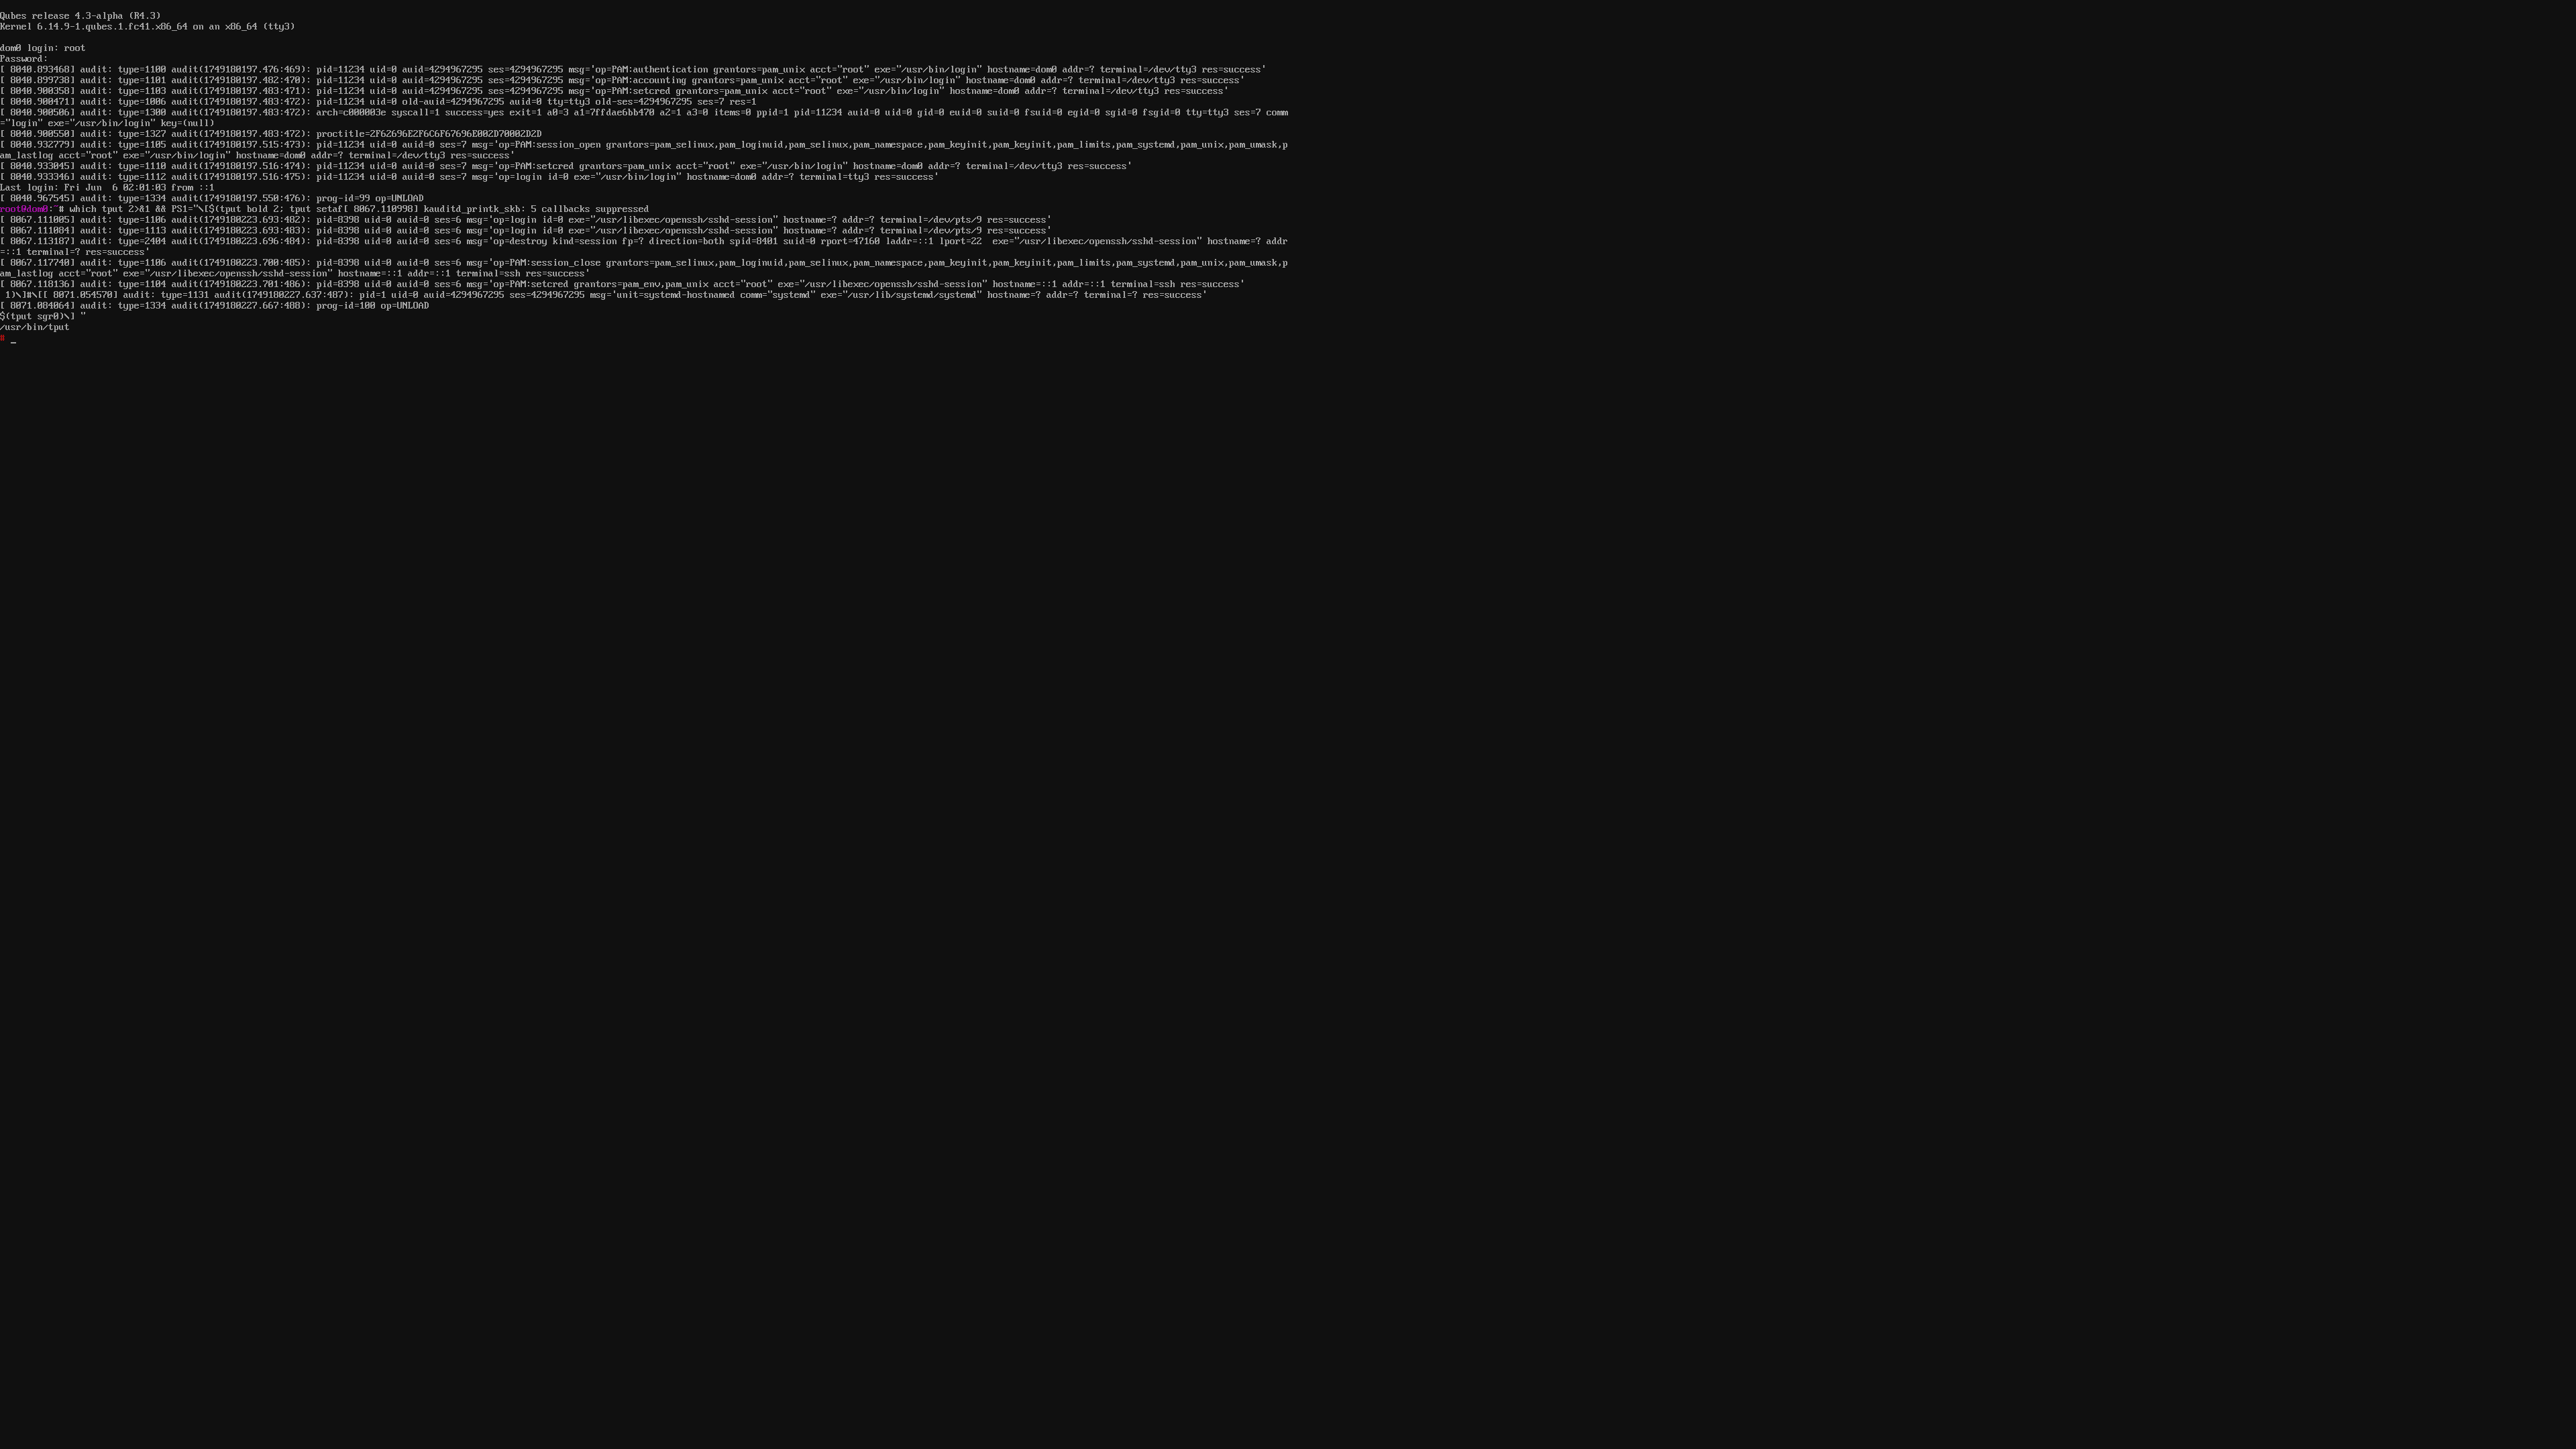 Qubes release 4.3-alpha (R4.3)
Kernel 6.14.9-1.qubes.1.fc41.x86_64 on an x86_64 (tty3)
dom0 login: root
Password:
[ 8040.893468] audit: type=1100 audit(1749180197.476:469): pid=11234 uid=0 auid=4294967295 ses=4294967295 msg='op=PAM:authentication grantors=pam_unix acct="root" exe="/usr/bin/login" hostname=dom0 addr=? terminal=/dev/tty3 res=success'
[ 8040.899738] audit: type=1101 audit(1749180197.482:470): pid=11234 uid=0 auid=4294967295 ses=4294967295 msg='op=PAM:accounting grantors=pam_unix acct="root" exe="/usr/bin/login" hostname=dom0 addr=? terminal=/dev/tty3 res=success'
[ 8040.900358] audit: type=1103 audit(1749180197.483:471): pid=11234 uid=0 auid=4294967295 ses=4294967295 msg='op=PAM:setcred grantors=pam_unix acct="root" exe="/usr/bin/login" hostname=dom0 addr=? terminal=/dev/tty3 res=success'
[ 8040.900471] audit: type=1006 audit(1749180197.483:472): pid=11234 uid=0 old-auid=4294967295 auid=0 tty=tty3 old-ses=4294967295 ses=7 res=1
[ 8040.900506] audit: type=1300 audit(1749180197.483:472): arch=c000003e syscall=1 success=yes exit=1 a0=3 a1=7ffdae6bb470 a2=1 a3=0 items=0 ppid=1 pid=11234 auid=0 uid=0 gid=0 euid=0 suid=0 fsuid=0 egid=0 sgid=0 fsgid=0 tty=tty3 ses=7 comm
="login" exe="/usr/bin/login" key=(null)
[ 8040.900550] audit: type=1327 audit(1749180197.483:472): proctitle=2F62696E2F6C6F67696E002D70002D2D
[ 8040.932779] audit: type=1105 audit(1749180197.515:473): pid=11234 uid=0 auid=0 ses=7 msg='op=PAM:session_open grantors=pam_selinux,pam_loginuid,pam_selinux,pam_namespace,pam_keyinit,pam_keyinit,pam_limits,pam_systemd,pam_unix,pam_umask,p
am_lastlog acct="root" exe="/usr/bin/login" hostname=dom0 addr=? terminal=/dev/tty3 res=success'
[ 8040.933045] audit: type=1110 audit(1749180197.516:474): pid=11234 uid=0 auid=0 ses=7 msg='op=PAM:setcred grantors=pam_unix acct="root" exe="/usr/bin/login" hostname=dom0 addr=? terminal=/dev/tty3 res=success'
[ 8040.933346] audit: type=1112 audit(1749180197.516:475): pid=11234 uid=0 auid=0 ses=7 msg='op=login id=0 exe="/usr/bin/login" hostname=dom0 addr=? terminal=tty3 res=success'
Last login: Fri Jun  6 02:01:03 from ::1
[ 8040.967545] audit: type=1334 audit(1749180197.550:476): prog-id=99 op=UNLOAD
root@dom0:~# which tput 2>&1 && PS1="\[$(tput bold 2; tput setaf[ 8067.110998] kauditd_printk_skb: 5 callbacks suppressed
[ 8067.111005] audit: type=1106 audit(1749180223.693:482): pid=8398 uid=0 auid=0 ses=6 msg='op=login id=0 exe="/usr/libexec/openssh/sshd-session" hostname=? addr=? terminal=/dev/pts/9 res=success'
[ 8067.111084] audit: type=1113 audit(1749180223.693:483): pid=8398 uid=0 auid=0 ses=6 msg='op=login id=0 exe="/usr/libexec/openssh/sshd-session" hostname=? addr=? terminal=/dev/pts/9 res=success'
[ 8067.113187] audit: type=2404 audit(1749180223.696:484): pid=8398 uid=0 auid=0 ses=6 msg='op=destroy kind=session fp=? direction=both spid=8401 suid=0 rport=47160 laddr=::1 lport=22  exe="/usr/libexec/openssh/sshd-session" hostname=? addr
=::1 terminal=? res=success'
[ 8067.117740] audit: type=1106 audit(1749180223.700:485): pid=8398 uid=0 auid=0 ses=6 msg='op=PAM:session_close grantors=pam_selinux,pam_loginuid,pam_selinux,pam_namespace,pam_keyinit,pam_keyinit,pam_limits,pam_systemd,pam_unix,pam_umask,p
am_lastlog acct="root" exe="/usr/libexec/openssh/sshd-session" hostname=::1 addr=::1 terminal=ssh res=success'
[ 8067.118136] audit: type=1104 audit(1749180223.701:486): pid=8398 uid=0 auid=0 ses=6 msg='op=PAM:setcred grantors=pam_env,pam_unix acct="root" exe="/usr/libexec/openssh/sshd-session" hostname=::1 addr=::1 terminal=ssh res=success'
 1)\]#\[[ 8071.054570] audit: type=1131 audit(1749180227.637:487): pid=1 uid=0 auid=4294967295 ses=4294967295 msg='unit=systemd-hostnamed comm="systemd" exe="/usr/lib/systemd/systemd" hostname=? addr=? terminal=? res=success'
[ 8071.084064] audit: type=1334 audit(1749180227.667:488): prog-id=100 op=UNLOAD
$(tput sgr0)\] "
/usr/bin/tput
# _